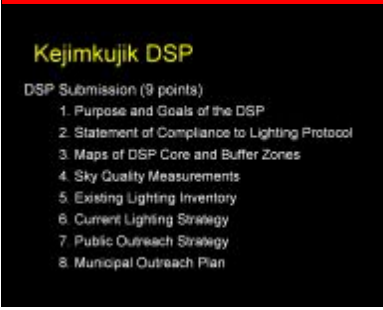 Kejimkujik DSP
DSP Submission (9 points)
1. Purpose and Goals of the DSP
2. Statement of Compliance to Lighting Protocol
3. Maps of DSP Core and Buffer Zones
4. Sky Quality Measurements
5. Existing Lighting Inventory
6. Current Lighting Strategy
7. Public Outreach Strategy
8. Municipal Outreach Plan